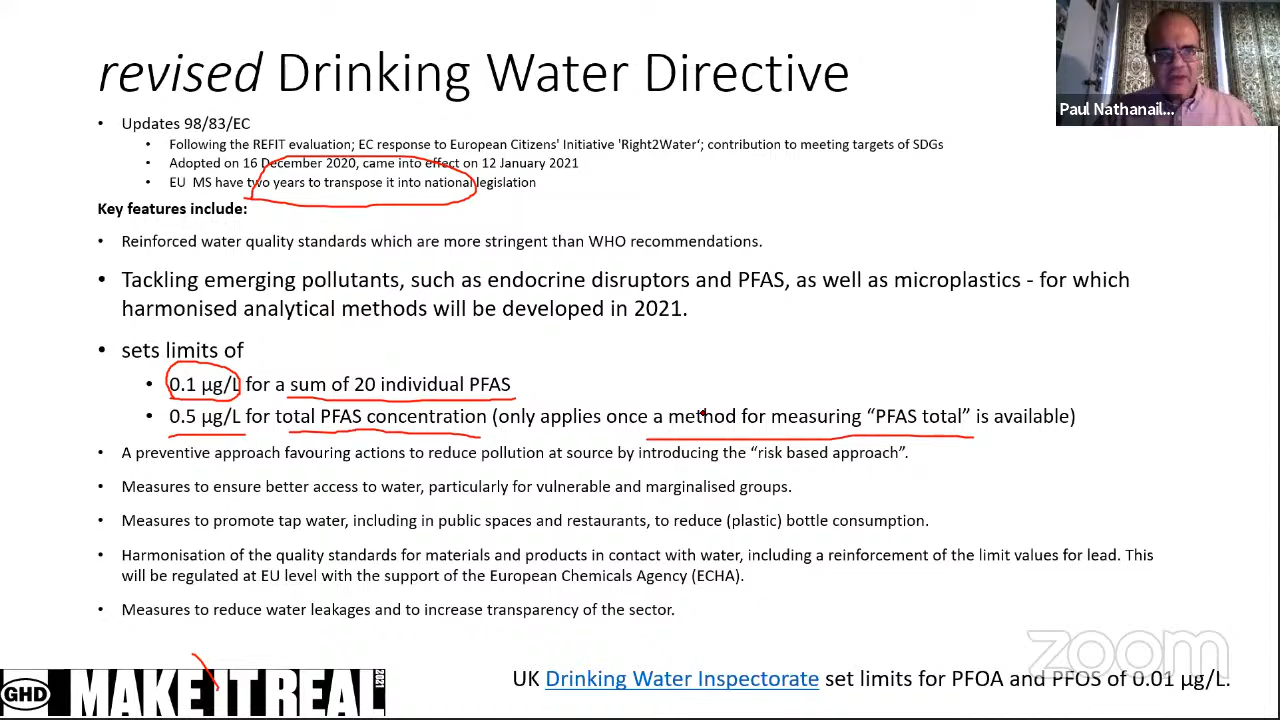 revised Drinking Water Directive
Paul Nathanail...
• Updates 98/83/EC
• Following the REFIT evaluation; EC response to European Citizens' Initiative 'Right2Water'; contribution to meeting targets of SDGs
• Adopted on 16 December 2020, came into effect on 12 January 2021
• EU MS have two years to transpose it into national legislation
Key features include:
• Reinforced water quality standards which are more stringent than WHO recommendations.
• Tackling emerging pollutants, such as endocrine disruptors and PFAS, as well as microplastics - for which
harmonised analytical methods will be developed in 2021.
• sets limits of
• 0.1 µg/L for a sum of 20 individual PFAS
• 0.5 µg/L for total PFAS concentration (only applies once a method for measuring “PFAS total” is available)
• A preventive approach favouring actions to reduce pollution at source by introducing the “risk based approach”.
• Measures to ensure better access to water, particularly for vulnerable and marginalised groups.
• Measures to promote tap water, including in public spaces and restaurants, to reduce (plastic) bottle consumption.
• Harmonisation of the quality standards for materials and products in contact with water, including a reinforcement of the limit values for lead. This
will be regulated at EU level with the support of the European Chemicals Agency (ECHA).
• Measures to reduce water leakages and to increase transparency of the sector.
zoom
GHD MAKE IT REAL 2021
UK Drinking Water Inspectorate set limits for PFOA and PFOS of 0.01 µg/L.